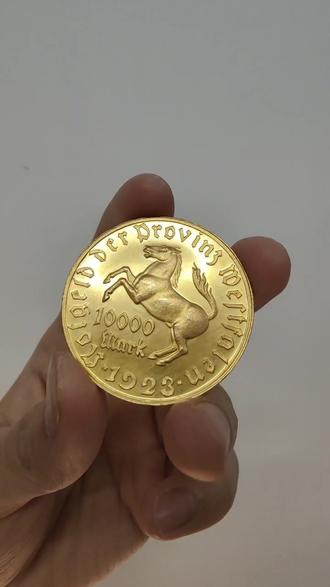 Notgeld der Provinz Westfalen
10000
Mark
·1923·